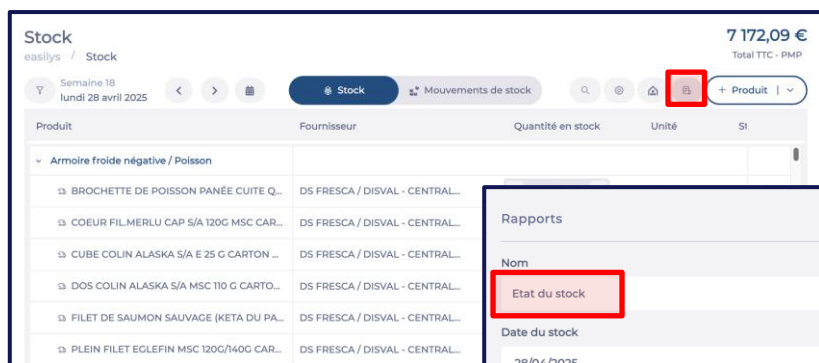 Stock
7 172,09 €
easilys / Stock
Total TTC - PMP
Semaine 18
lundi 28 avril 2025
Stock
Mouvements de stock
+ Produit
Produit Fournisseur Quantité en stock Unité St
Armoire froide négative / Poisson
BROCHETTE DE POISSON PANÉE CUITE Q... DS FRESCA / DISVAL - CENTRAL...
COEUR FIL.MERLU CAP S/A 120G MSC CAR... DS FRESCA / DISVAL - CENTRAL...
CUBE COLIN ALASKA S/A E 25 G CARTON ... DS FRESCA / DISVAL - CENTRAL...
DOS COLIN ALASKA S/A MSC 110 G CARTO... DS FRESCA / DISVAL - CENTRAL...
FILET DE SAUMON SAUVAGE (KETA DU PA... DS FRESCA / DISVAL - CENTRAL...
PLEIN FILET EGLEFIN MSC 120G/140G CAR... DS FRESCA / DISVAL - CENTRAL...
Rapports
Nom
Etat du stock
Date du stock
28/04/2025